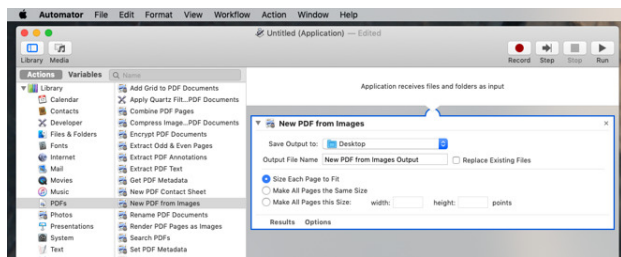 Automator File Edit Format View Workflow Action Window Help
Untitled (Application) — Edited
Library Media
Record Step Stop Run
Actions Variables
Name
Library
Calendar
Contacts
Developer
Files & Folders
Fonts
Internet
Mail
Movies
Music
PDFs
Photos
Presentations
System
Text
Add Grid to PDF Documents
Apply Quartz Filt...PDF Documents
Combine PDF Pages
Compress Image...PDF Documents
Encrypt PDF Documents
Extract Odd & Even Pages
Extract PDF Annotations
Extract PDF Text
Get PDF Metadata
New PDF Contact Sheet
New PDF from Images
Rename PDF Documents
Render PDF Pages as Images
Search PDFs
Set PDF Metadata
Application receives files and folders as input
New PDF from Images
Save Output to: Desktop
Output File Name New PDF from Images Output Replace Existing Files
Size Each Page to Fit
Make All Pages the Same Size
Make All Pages this Size: width: height: points
Results Options